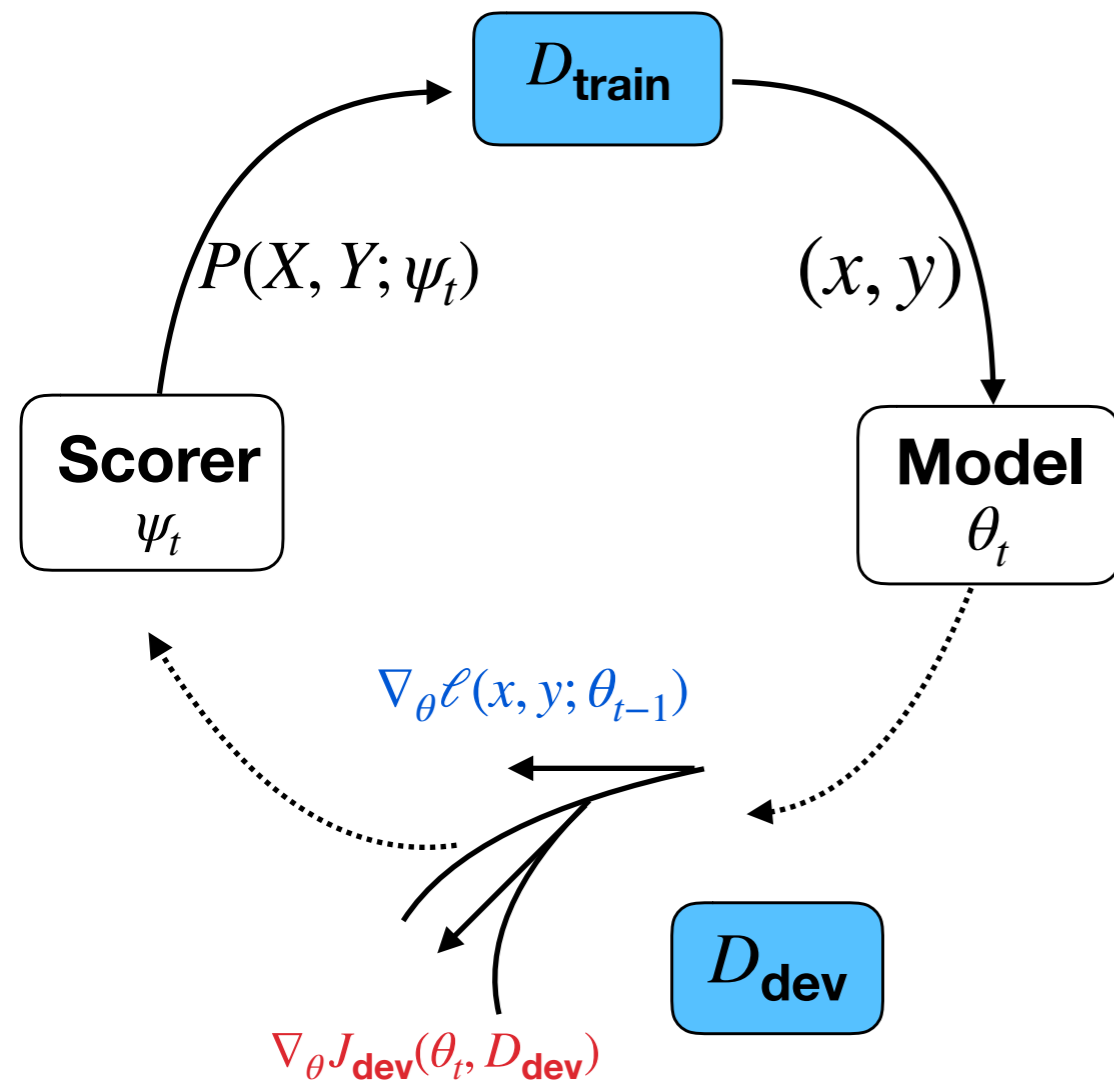 D_train
P(X, Y; ψ_t)
(x, y)
Scorer
ψ_t
Model
θ_t
∇_θ ℓ(x, y; θ_{t−1})
D_dev
∇_θ J_dev(θ_t, D_dev)